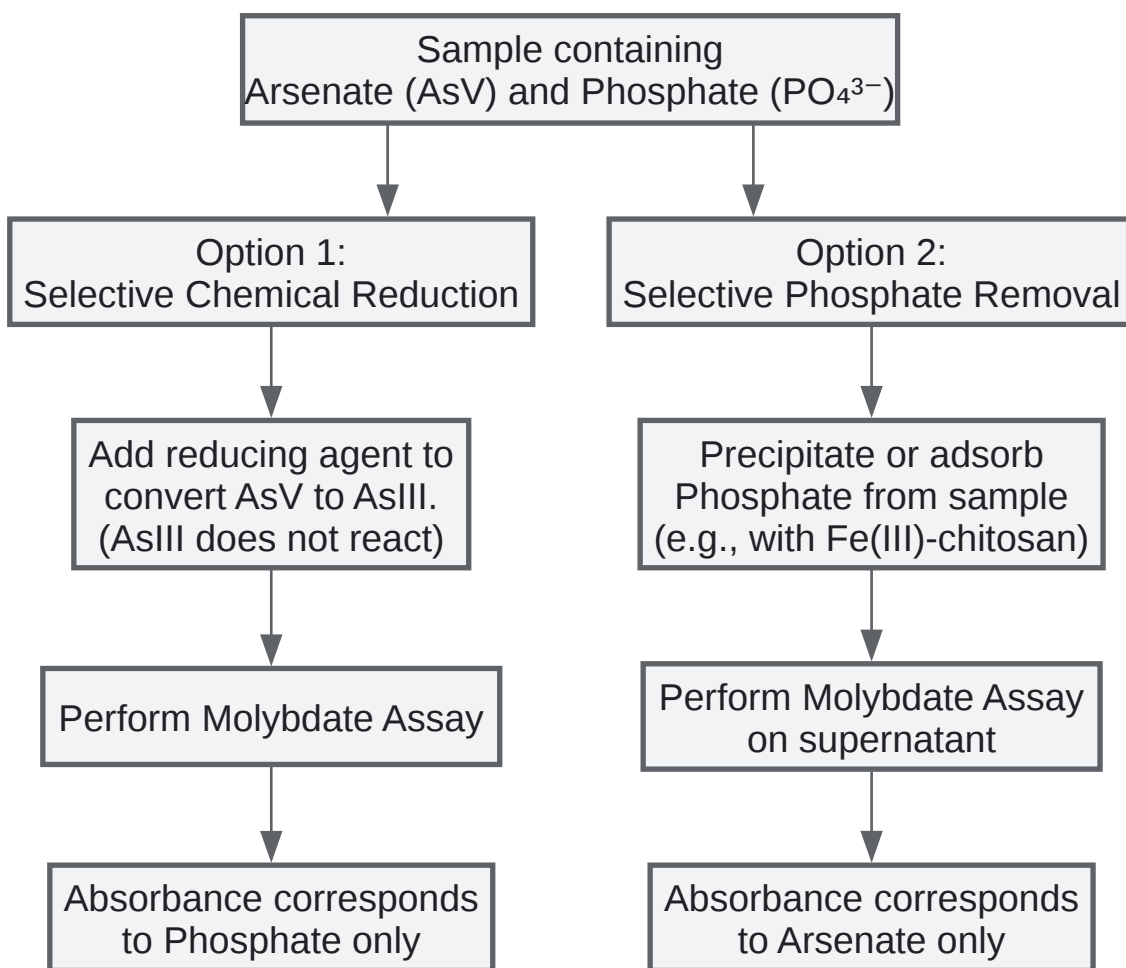 Sample containing
Arsenate (AsV) and Phosphate (PO₄³⁻)
Option 1:
Selective Chemical Reduction
Option 2:
Selective Phosphate Removal
Add reducing agent to
convert AsV to AsIII.
(AsIII does not react)
Precipitate or adsorb
Phosphate from sample
(e.g., with Fe(III)-chitosan)
Perform Molybdate Assay
Perform Molybdate Assay
on supernatant
Absorbance corresponds
to Phosphate only
Absorbance corresponds
to Arsenate only